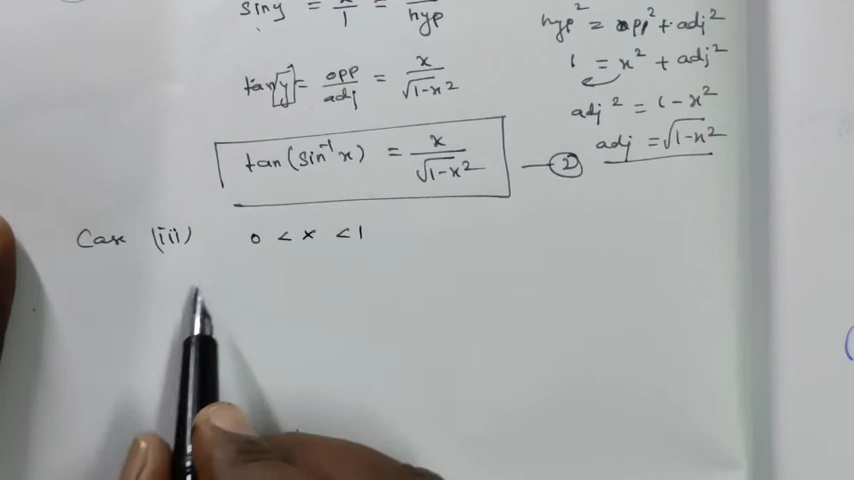 sin y = x/1 = /hyp
hyp² = opp² + adj²
1 = x² + adj²
tan[y] = opp/adj = x/√1-x²
adj² = 1 - x²
adj = √1-x²
tan(sin⁻¹x) = x/√1-x² — ②
Case (iii) 0 < x < 1